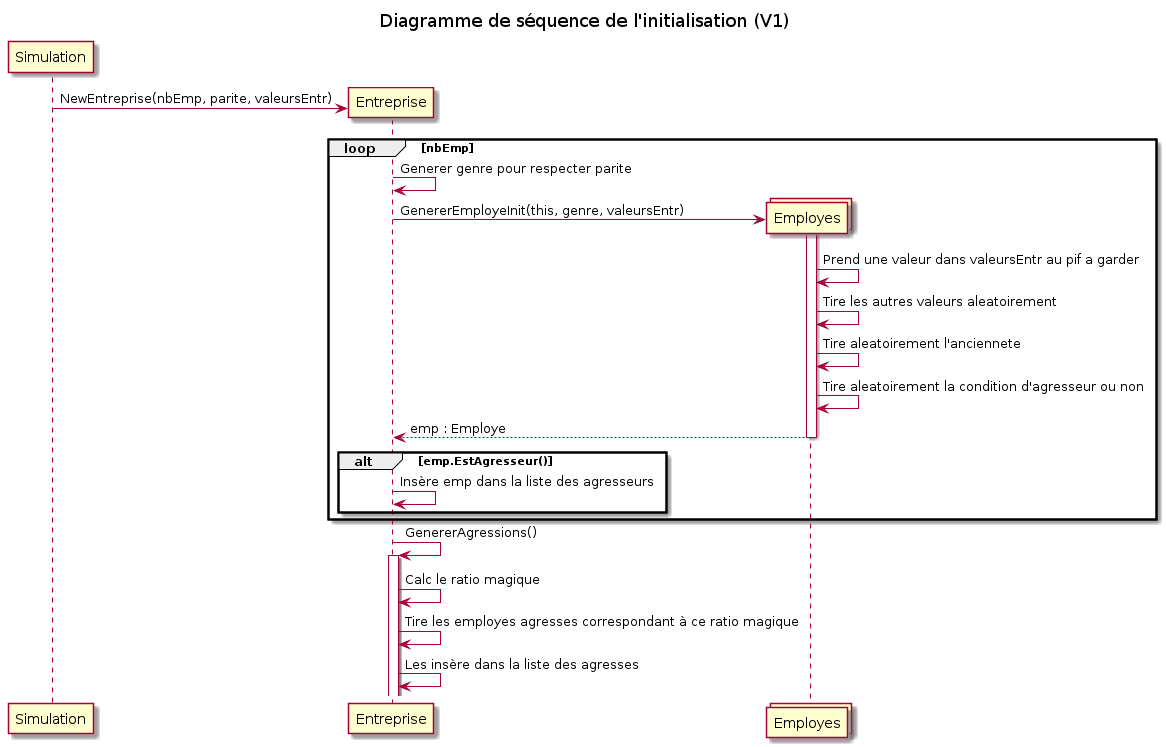 Diagramme de séquence de l'initialisation (V1)
Simulation
NewEntreprise(nbEmp, parite, valeursEntr)
Entreprise
loop [nbEmp]
Generer genre pour respecter parite
GenererEmployeInit(this, genre, valeursEntr)
Employes
Prend une valeur dans valeursEntr au pif a garder
Tire les autres valeurs aleatoirement
Tire aleatoirement l'anciennete
Tire aleatoirement la condition d'agresseur ou non
emp : Employe
alt [emp.EstAgresseur()]
Insère emp dans la liste des agresseurs
GenererAgressions()
Calc le ratio magique
Tire les employes agresses correspondant à ce ratio magique
Les insère dans la liste des agresses
Simulation
Entreprise
Employes